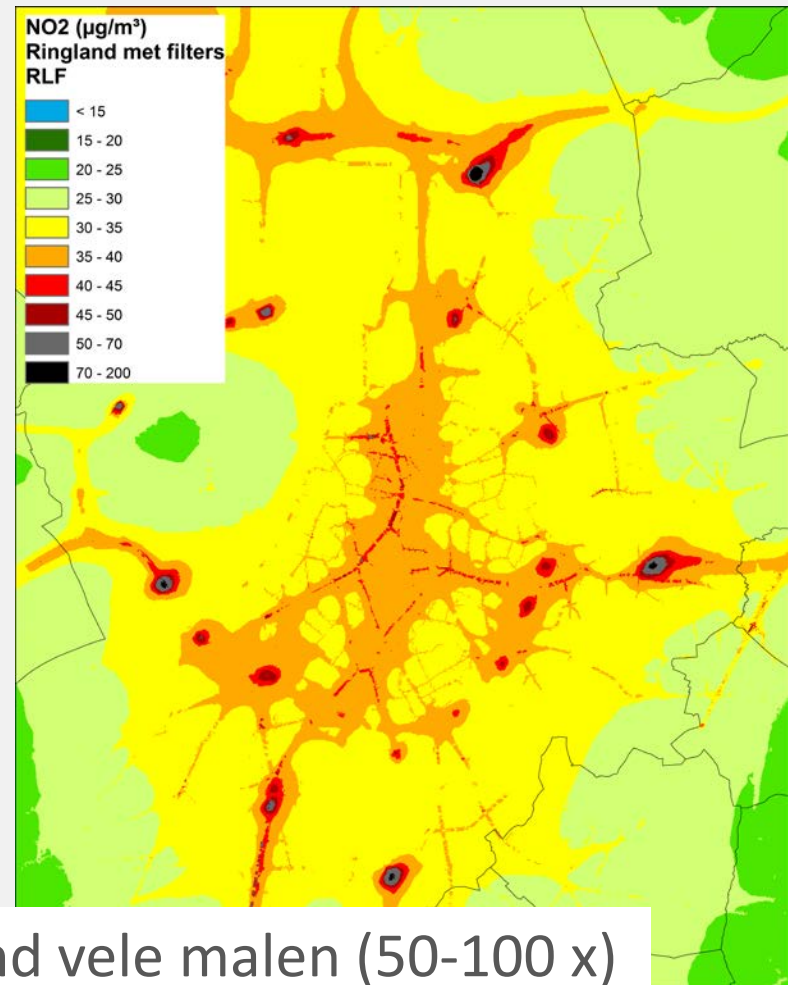 NO2 (µg/m³)
Ringland met filters
RLF
< 15
15 - 20
20 - 25
25 - 30
30 - 35
35 - 40
40 - 45
45 - 50
50 - 70
70 - 200
vele malen (50-100 x)